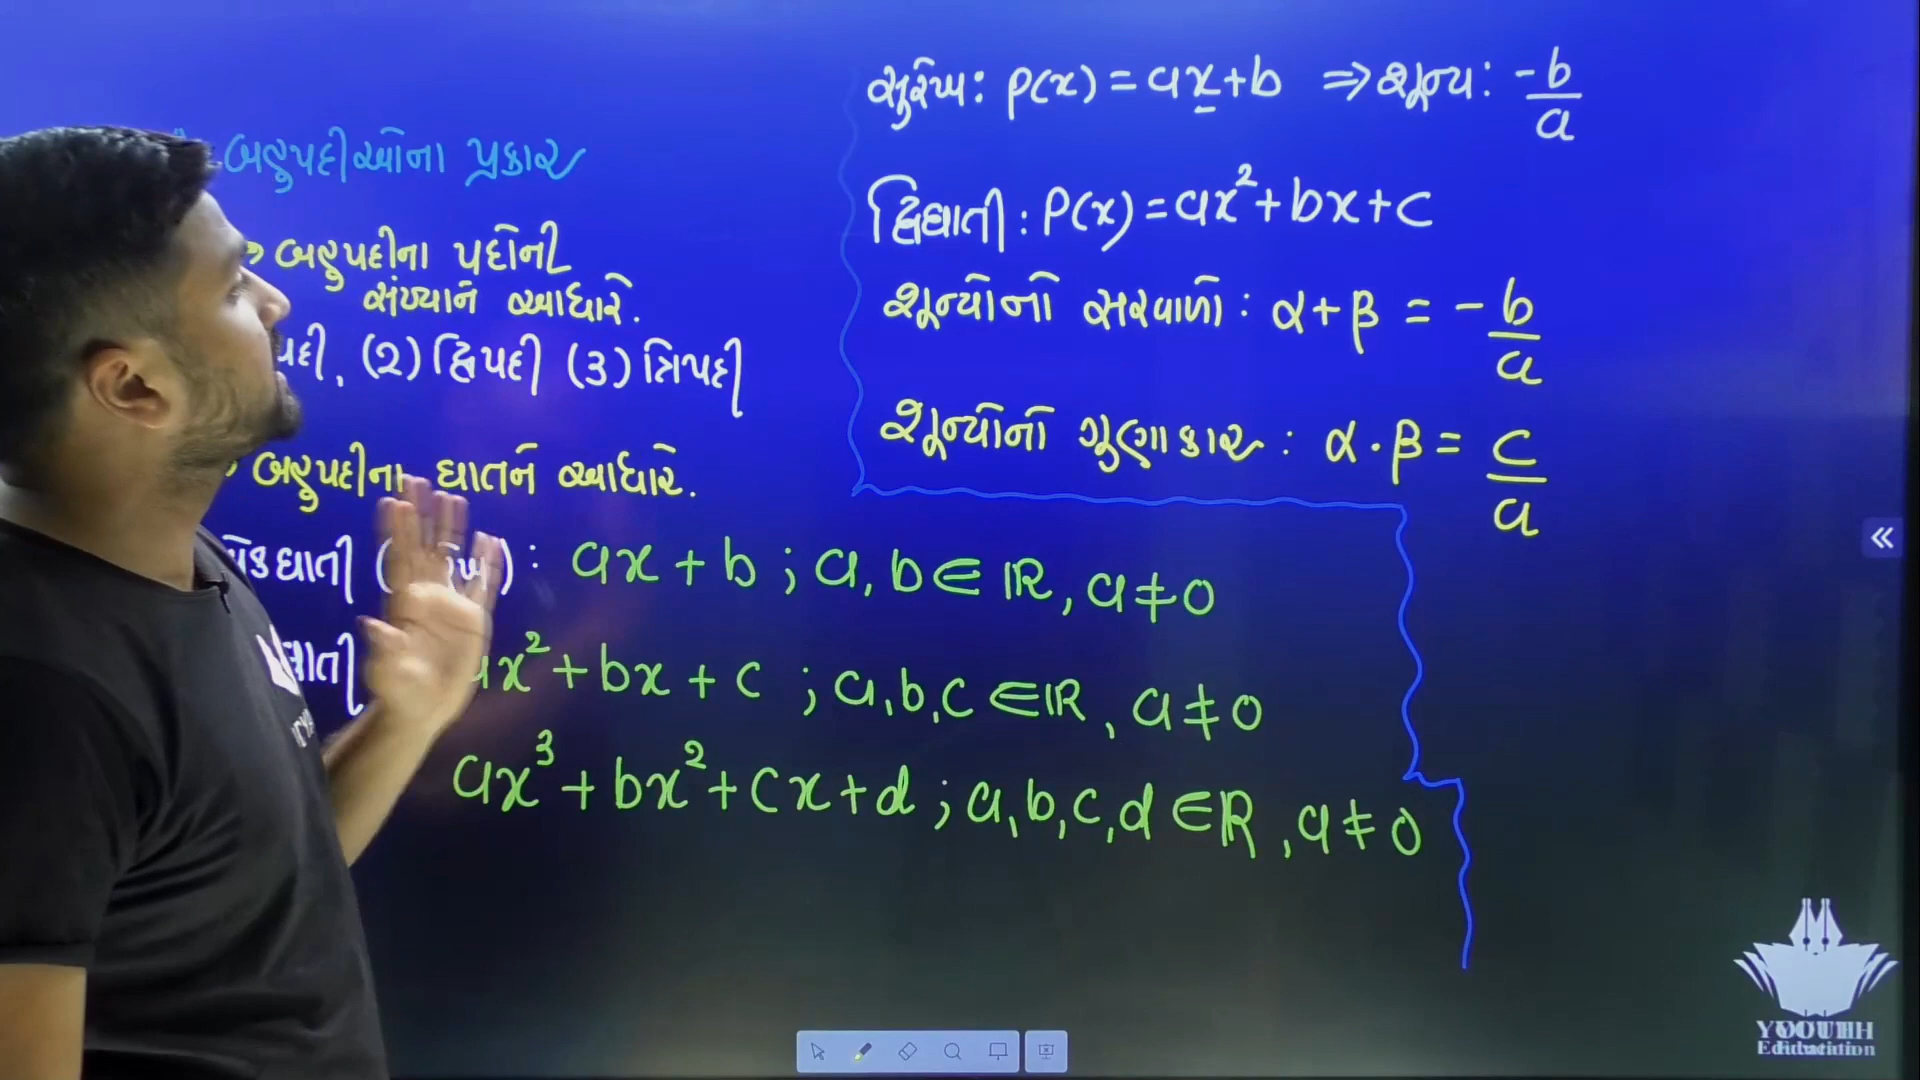 બહુપદીઓના પ્રકાર
બહુપદીના પદોની
સંખ્યાને આધારે.
(2) દ્વિપદી (3) ત્રિપદી
બહુપદીના ઘાતને આધારે.
ax + b ; a, b ∈ ℝ, a ≠ 0
x² + bx + c ; a, b, c ∈ ℝ, a ≠ 0
ax³ + bx² + cx + d ; a, b, c, d ∈ ℝ, a ≠ 0
સુરેખ: P(x) = ax + b ⇒ શૂન્ય: -b/a
દ્વિઘાતી: P(x) = ax² + bx + c
શૂન્યોનો સરવાળો: α + β = -b/a
શૂન્યોનો ગુણાકાર: α · β = c/a